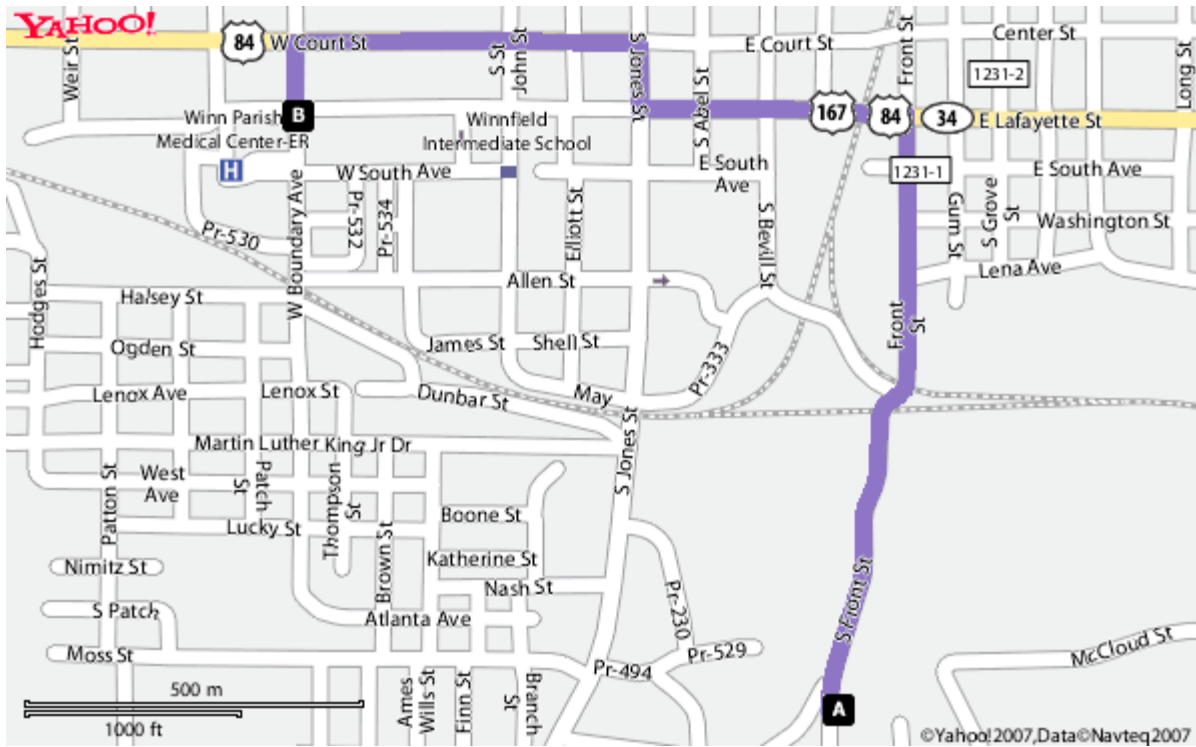 YAHOO!
84
W Court St
S St
John St
S Jones St
E Court St
Front St
Center St
Weir St
1231-2
Long St
S Abel St
167
84
34
E Lafayette St
B
Winn Parish
Medical Center-ER
Winnfield
Intermediate School
H
W South Ave
E South
Ave
1231-1
E South Ave
W Boundary Ave
Pr-532
Pr-534
Pr-530
Elliott St
S Bevill St
Gum St
S Grove
St
Washington St
Lena Ave
Hodges St
Halsey St
Allen St
Front
St
Ogden St
James St
Shell St
Pr-333
Lenox Ave
Lenox St
Dunbar St
May
Martin Luther King Jr Dr
S Jones St
Patton St
West
Ave
Patch
St
Thompson
St
Lucky St
Boone St
Brown St
Katherine St
Nash St
Nimitz St
S Patch
Atlanta Ave
Pr-230
S Front St
Moss St
Pr-494
Pr-529
McCloud St
500 m
1000 ft
Ames
Wills St
Finn St
Branch
St
A
©Yahoo!2007,Data©Navteq2007